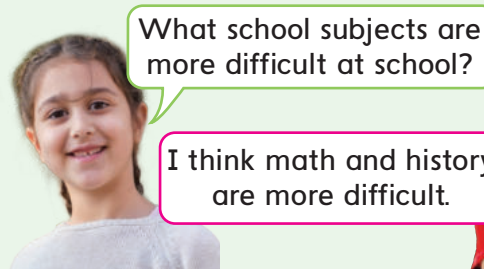 What school subjects are
more difficult at school?
I think math and history
are more difficult.